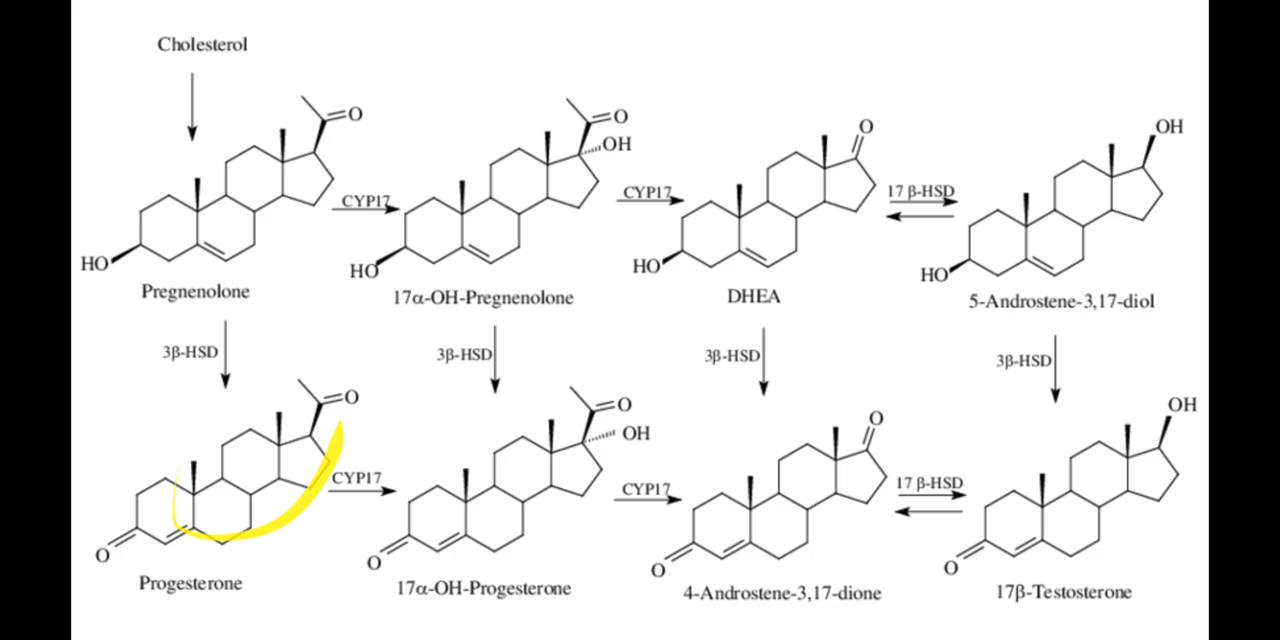 Cholesterol
O
O
OH
O
OH
CYP17
CYP17
17 β-HSD
HO
HO
HO
HO
Pregnenolone
17α-OH-Pregnenolone
DHEA
5-Androstene-3,17-diol
3β-HSD
3β-HSD
3β-HSD
3β-HSD
O
O
OH
O
OH
CYP17
CYP17
17 β-HSD
O
O
O
O
Progesterone
17α-OH-Progesterone
4-Androstene-3,17-dione
17β-Testosterone